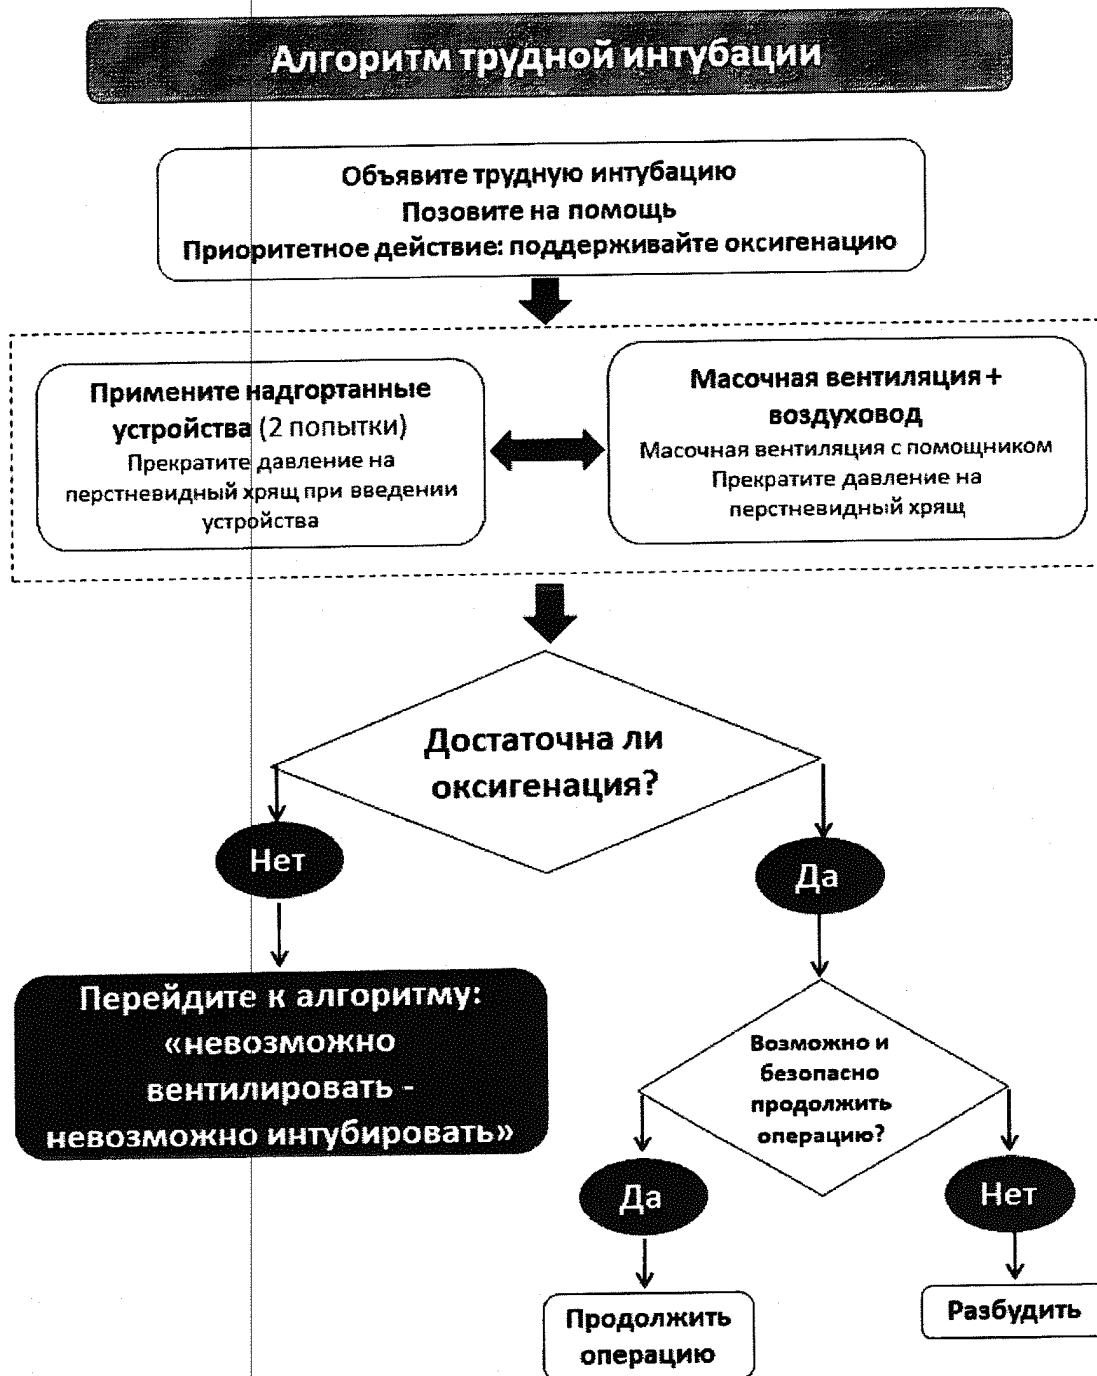 Алгоритм трудной интубации
Объявите трудную интубацию
Позовите на помощь
Приоритетное действие: поддерживайте оксигенацию
Примените надгортанные
устройства (2 попытки)
Прекратите давление на
перстневидный хрящ при введении
устройства
Масочная вентиляция +
воздуховод
Масочная вентиляция с помощником
Прекратите давление на
перстневидный хрящ
Достаточна ли
оксигенация?
Нет
Да
Перейдите к алгоритму:
«невозможно
вентилировать -
невозможно интубировать»
Возможно и
безопасно
продолжить
операцию?
Да
Нет
Продолжить
операцию
Разбудить